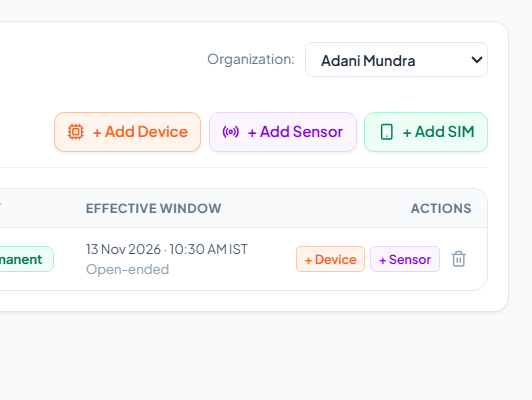 Organization: Adani Mundra
+ Add Device + Add Sensor + Add SIM
EFFECTIVE WINDOW ACTIONS
manent 13 Nov 2026 · 10:30 AM IST + Device + Sensor
Open-ended